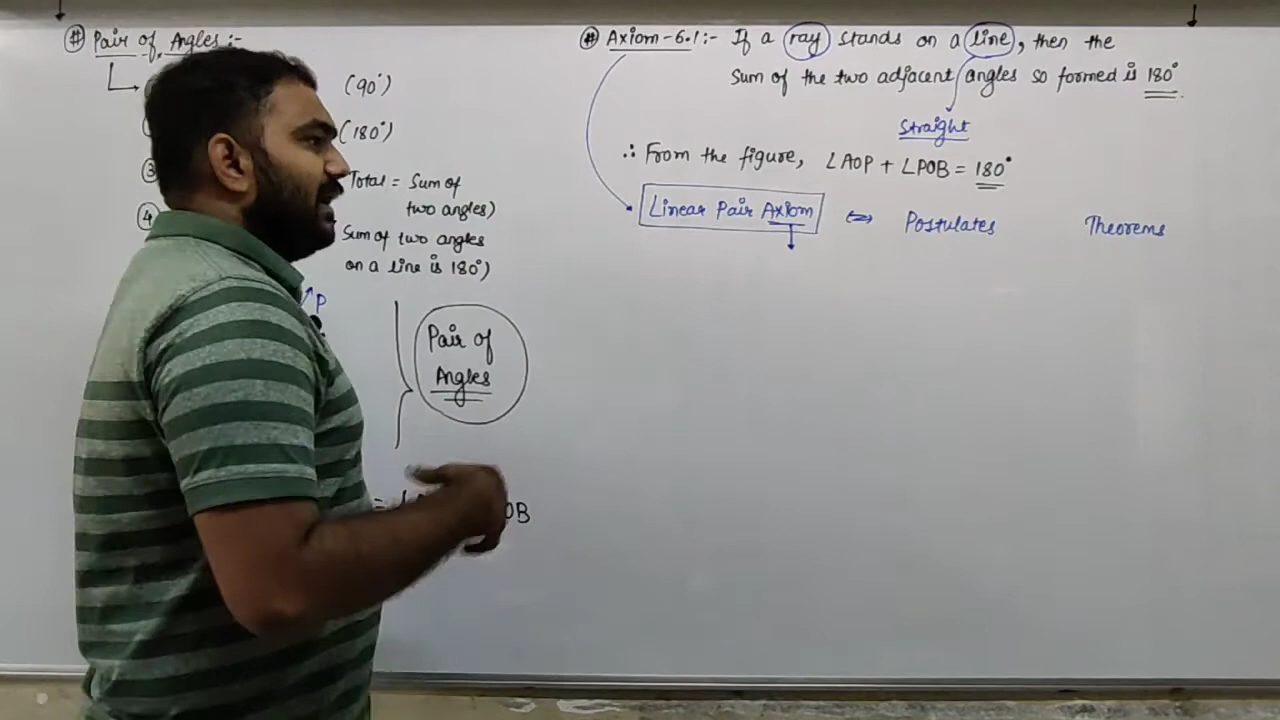 # Pair of Angles:-
(90°)
(180°)
3
Total = Sum of
two angles)
4
Sum of two angles
on a line is 180°)
P
Pair of
Angles
=
OB
# Axiom-6.1:- If a ray stands on a line, then the
Sum of the two adjacent angles so formed is 180°.
Straight
∴ From the figure, ∠AOP + ∠POB = 180°
Linear Pair Axiom ⇔ Postulates Theorems